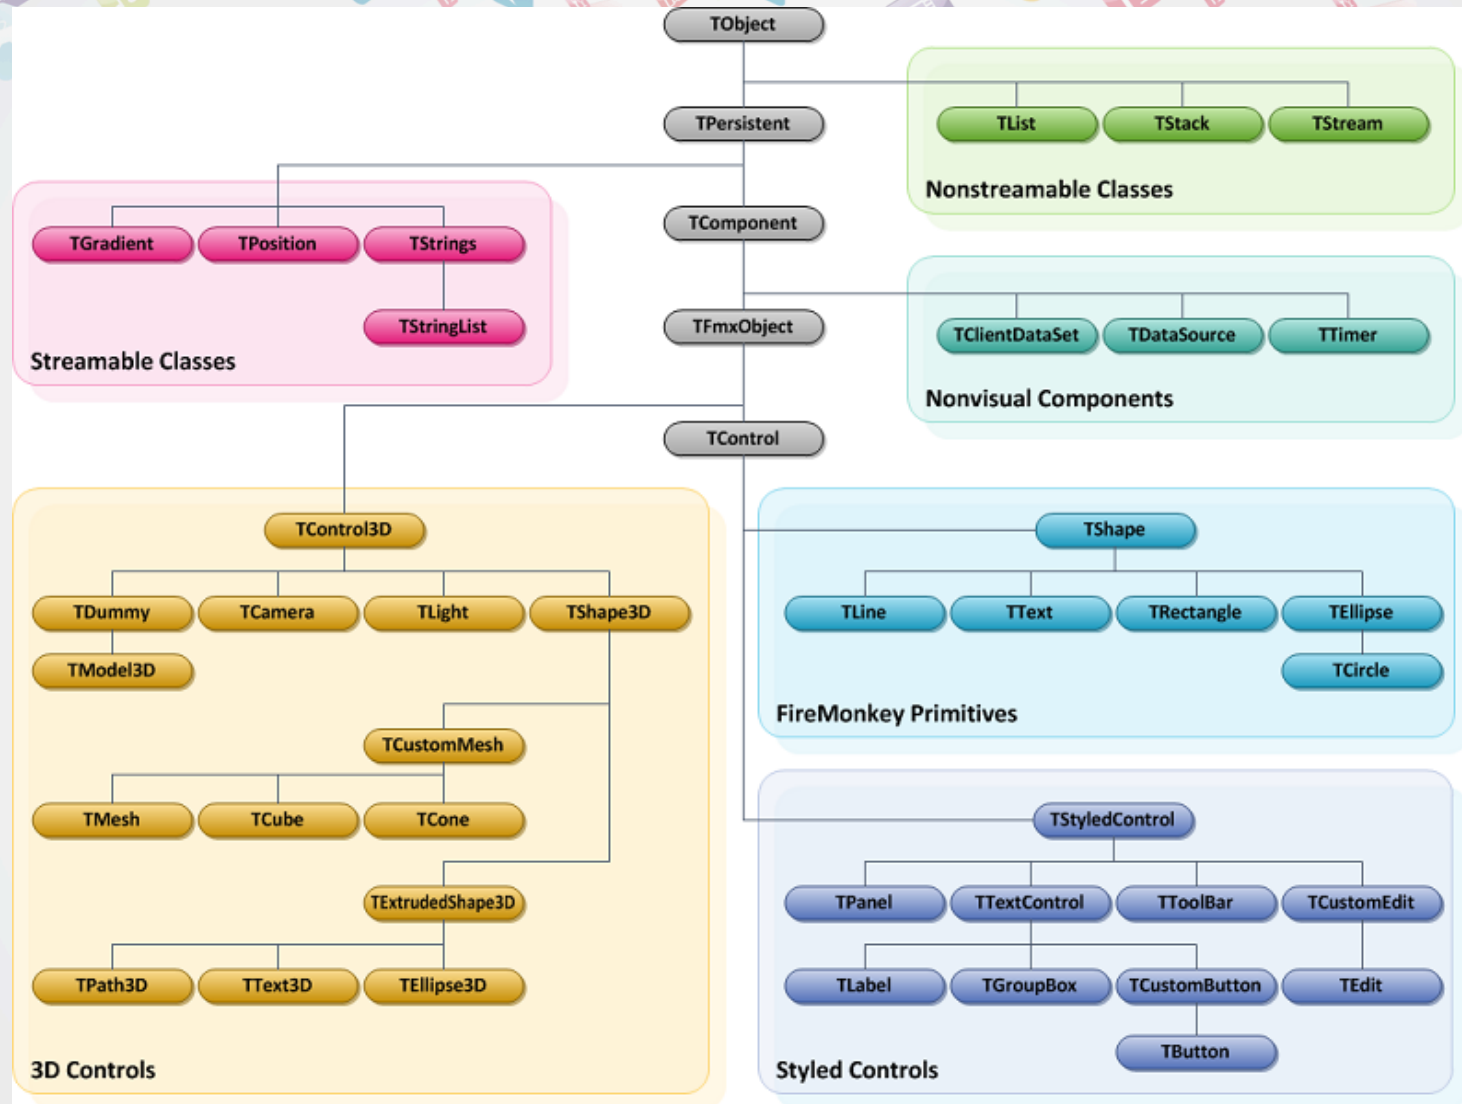 TObject
TPersistent
TList
TStack
TStream
Nonstreamable Classes
TGradient
TPosition
TStrings
TStringList
Streamable Classes
TComponent
TFmxObject
TClientDataSet
TDataSource
TTimer
Nonvisual Components
TControl
TControl3D
TDummy
TCamera
TLight
TShape3D
TModel3D
TCustomMesh
TMesh
TCube
TCone
TExtrudedShape3D
TPath3D
TText3D
TEllipse3D
3D Controls
TShape
TLine
TText
TRectangle
TEllipse
TCircle
FireMonkey Primitives
TStyledControl
TPanel
TTextControl
TToolBar
TCustomEdit
TLabel
TGroupBox
TCustomButton
TEdit
TButton
Styled Controls